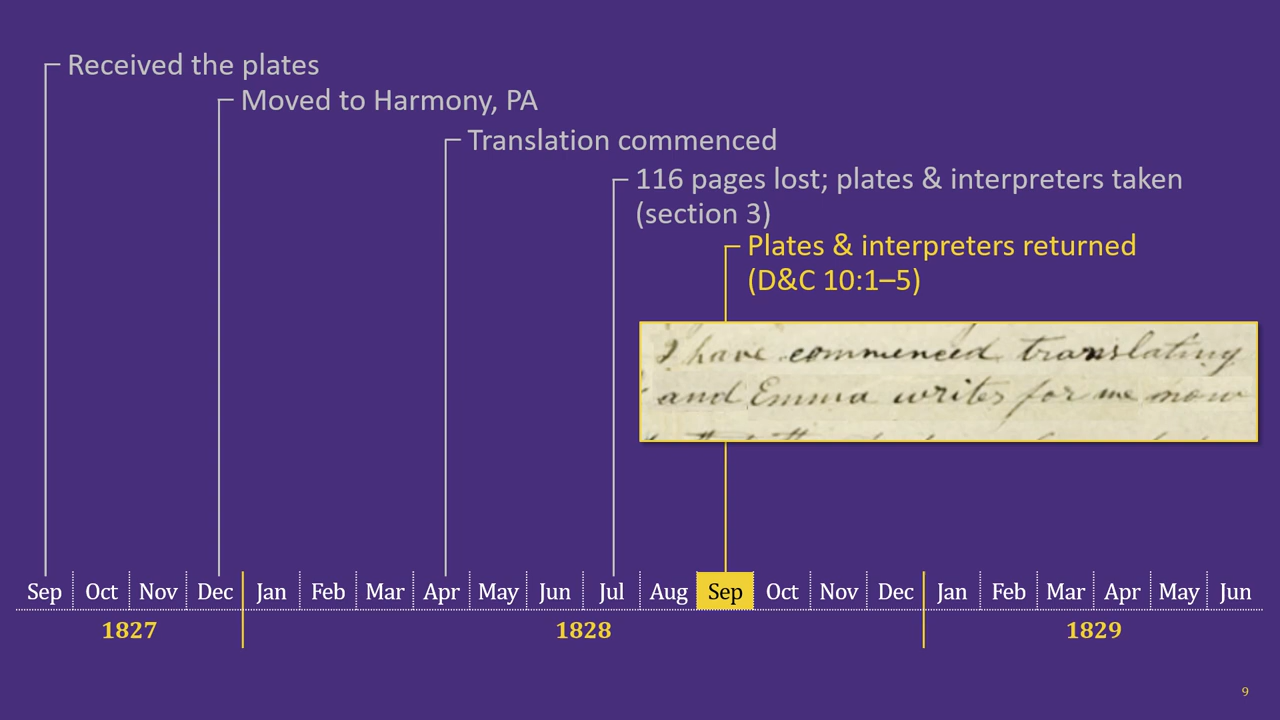 Received the plates
Moved to Harmony, PA
Translation commenced
116 pages lost; plates & interpreters taken
(section 3)
Plates & interpreters returned
(D&C 10:1–5)
I have commenced translating
and Emma writes for me now
Sep Oct Nov Dec Jan Feb Mar Apr May Jun Jul Aug Sep Oct Nov Dec Jan Feb Mar Apr May Jun
1827 1828 1829
9